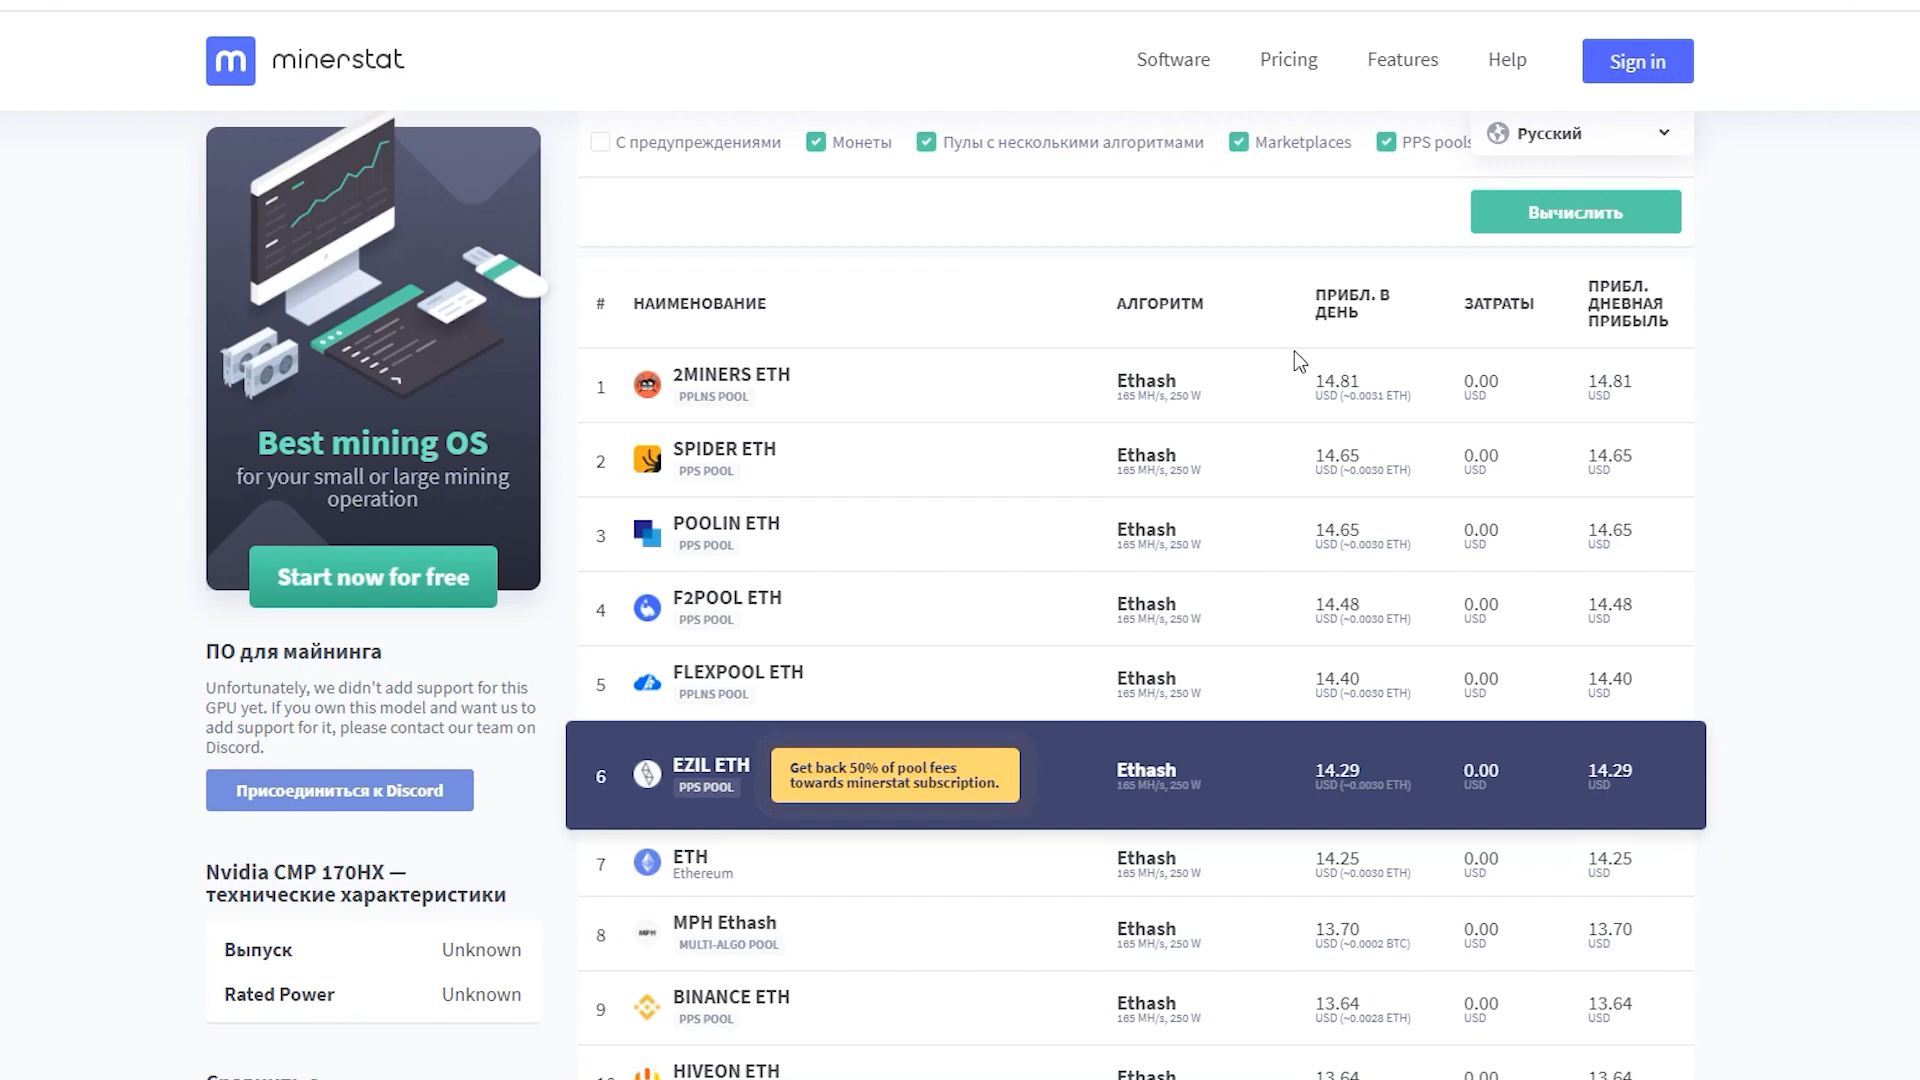 minerstat
Software
Pricing
Features
Help
Sign in
С предупреждениями
Монеты
Пулы с несколькими алгоритмами
Marketplaces
PPS pools
Русский
Вычислить
Best mining OS
for your small or large mining
operation
Start now for free
ПО для майнинга
Unfortunately, we didn't add support for this
GPU yet. If you own this model and want us to
add support for it, please contact our team on
Discord.
Присоединиться к Discord
Nvidia CMP 170HX —
технические характеристики
Выпуск Unknown
Rated Power Unknown
# НАИМЕНОВАНИЕ АЛГОРИТМ ПРИБЛ. В ДЕНЬ ЗАТРАТЫ ПРИБЛ. ДНЕВНАЯ ПРИБЫЛЬ
1 2MINERS ETH Ethash 14.81 0.00 14.81
PPLNS POOL 165 MH/s, 250 W USD (~0.0031 ETH) USD USD
2 SPIDER ETH Ethash 14.65 0.00 14.65
PPS POOL 165 MH/s, 250 W USD (~0.0030 ETH) USD USD
3 POOLIN ETH Ethash 14.65 0.00 14.65
PPS POOL 165 MH/s, 250 W USD (~0.0030 ETH) USD USD
4 F2POOL ETH Ethash 14.48 0.00 14.48
PPS POOL 165 MH/s, 250 W USD (~0.0030 ETH) USD USD
5 FLEXPOOL ETH Ethash 14.40 0.00 14.40
PPLNS POOL 165 MH/s, 250 W USD (~0.0030 ETH) USD USD
6 EZIL ETH Get back 50% of pool fees Ethash 14.29 0.00 14.29
PPS POOL towards minerstat subscription. 165 MH/s, 250 W USD (~0.0030 ETH) USD USD
7 ETH Ethash 14.25 0.00 14.25
Ethereum 165 MH/s, 250 W USD (~0.0030 ETH) USD USD
8 MPH MPH Ethash Ethash 13.70 0.00 13.70
MULTI-ALGO POOL 165 MH/s, 250 W USD (~0.0002 BTC) USD USD
9 BINANCE ETH Ethash 13.64 0.00 13.64
PPS POOL 165 MH/s, 250 W USD (~0.0028 ETH) USD USD
HIVEON ETH Ethash 13.64 0.00 13.64